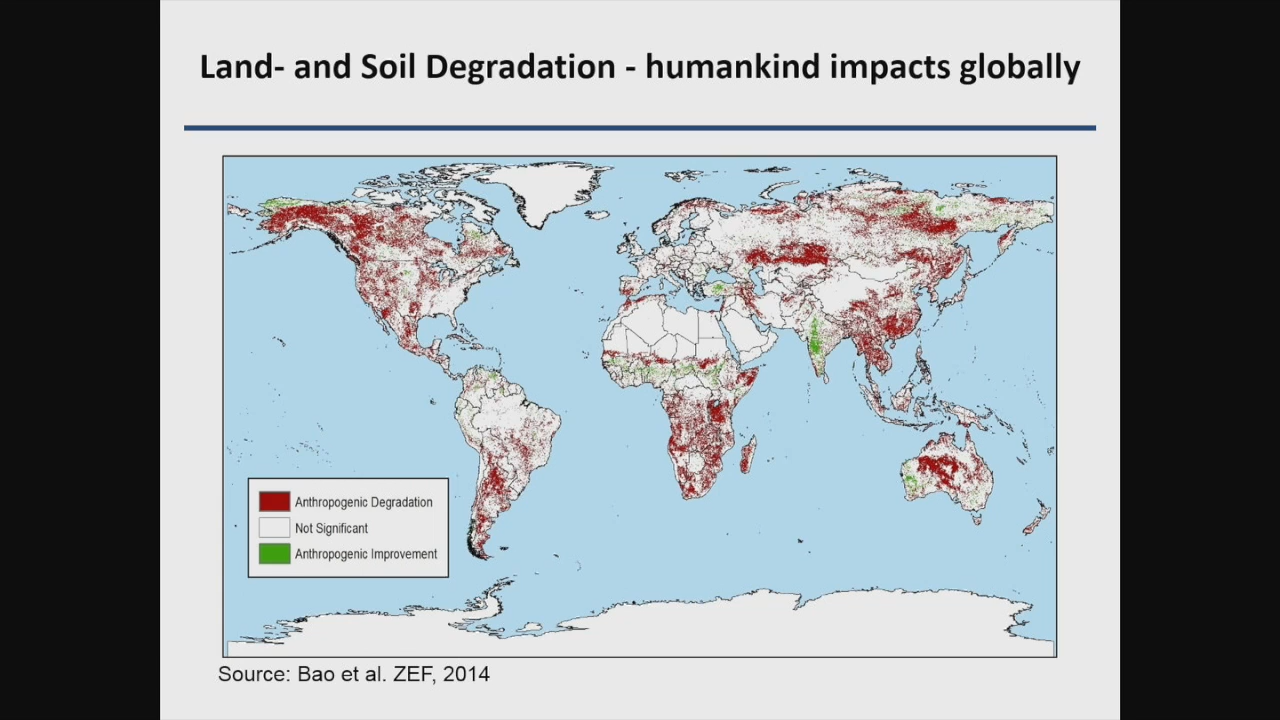 Land- and Soil Degradation - humankind impacts globally
Anthropogenic Degradation
Not Significant
Anthropogenic Improvement
Source: Bao et al. ZEF, 2014